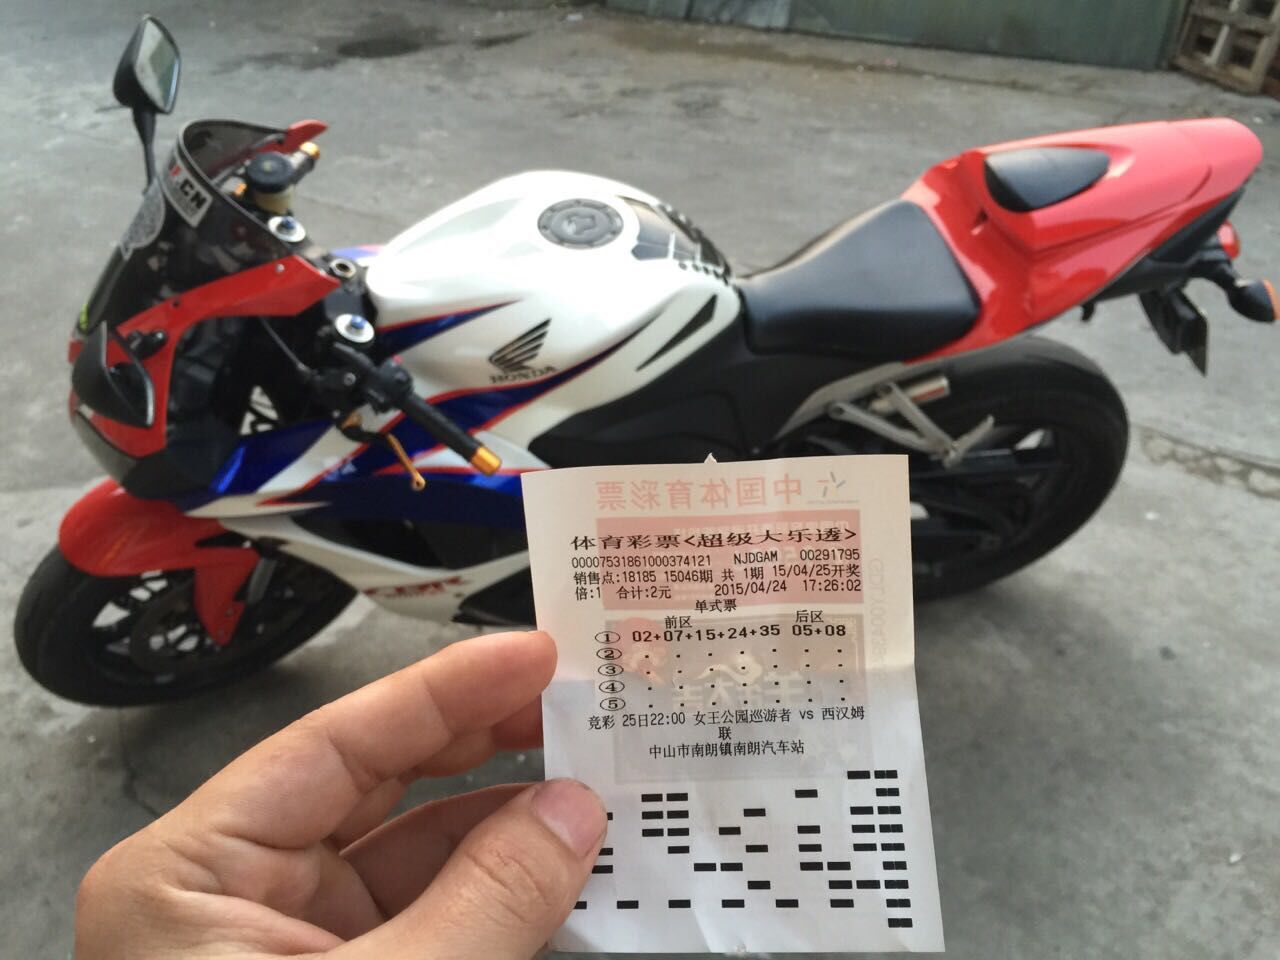 .CN
HONDA
CBR
中国体育彩票
体育彩票<超级大乐透>
00007531861000374121 NJDGAM 00291795
销售点:18185 15046期 共 1期 15/04/25开奖
倍:1 合计:2元 2015/04/24 17:26:02
单式票
前区 后区
① 02+07+15+24+35 05+08
②
③
④
⑤
竞彩 25日22:00 女王公园巡游者 vs 西汉姆
联
中山市南朗镇南朗汽车站